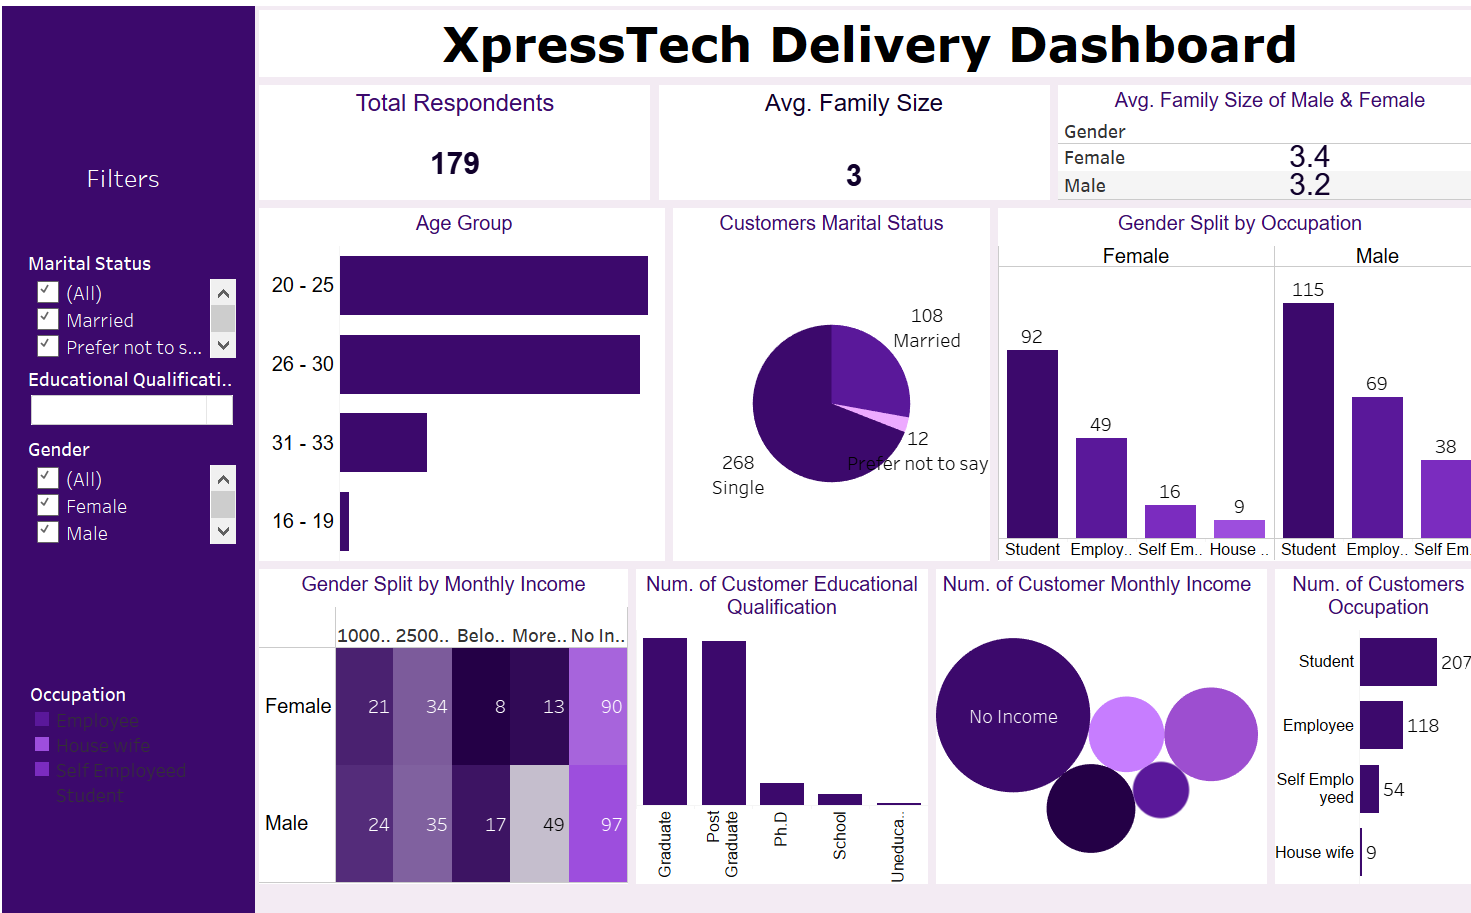 XpressTech Delivery Dashboard
Filters
Marital Status
(All)
Married
Prefer not to s...
Educational Qualificati..
Gender
(All)
Female
Male
Occupation
Employee
House wife
Self Employeed
Student
Total Respondents
179
Avg. Family Size
3
Avg. Family Size of Male & Female
Gender
Female 3.4
Male 3.2
Age Group
20 - 25
26 - 30
31 - 33
16 - 19
Customers Marital Status
108
Married
12
Prefer not to say
268
Single
Gender Split by Occupation
Female Male
92 49 16 9 115 69 38
Student Employ.. Self Em.. House .. Student Employ.. Self Em.
Gender Split by Monthly Income
1000.. 2500.. Belo.. More.. No In..
Female 21 34 8 13 90
Male 24 35 17 49 97
Num. of Customer Educational
Qualification
Graduate
Post
Graduate
Ph.D
School
Uneduca..
Num. of Customer Monthly Income
No Income
Num. of Customers
Occupation
Student 207
Employee 118
Self Emplo
yeed 54
House wife 9